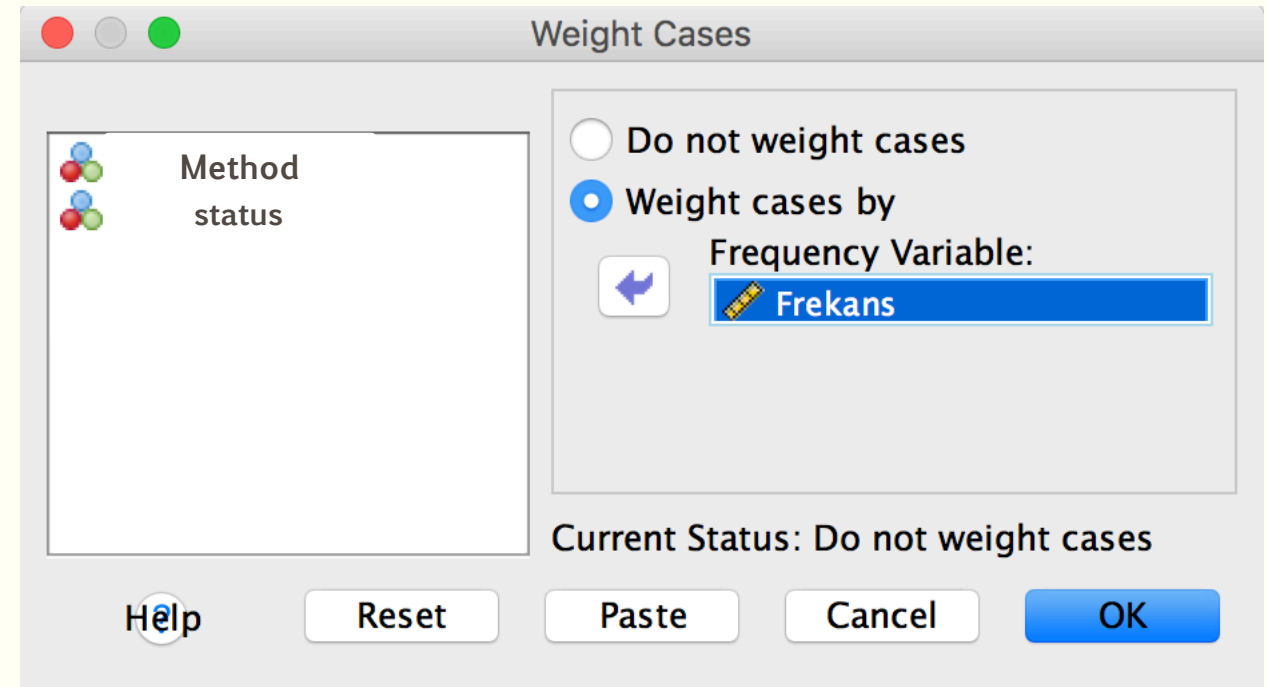 Weight Cases
Method
status
Do not weight cases
Weight cases by
Frequency Variable:
Frekans
Current Status: Do not weight cases
Help Reset Paste Cancel OK